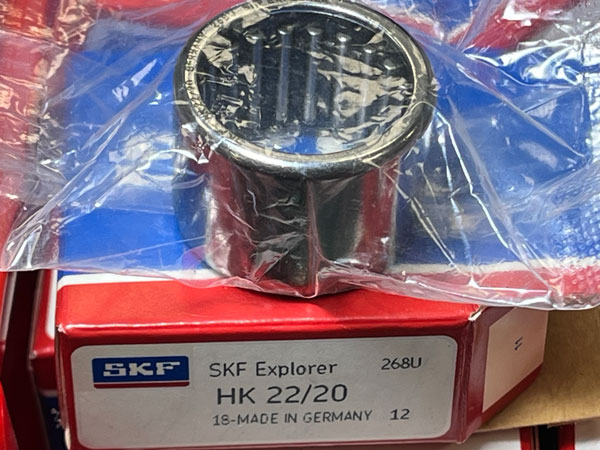 SKF
SKF Explorer 268U
HK 22/20
18-MADE IN GERMANY 12